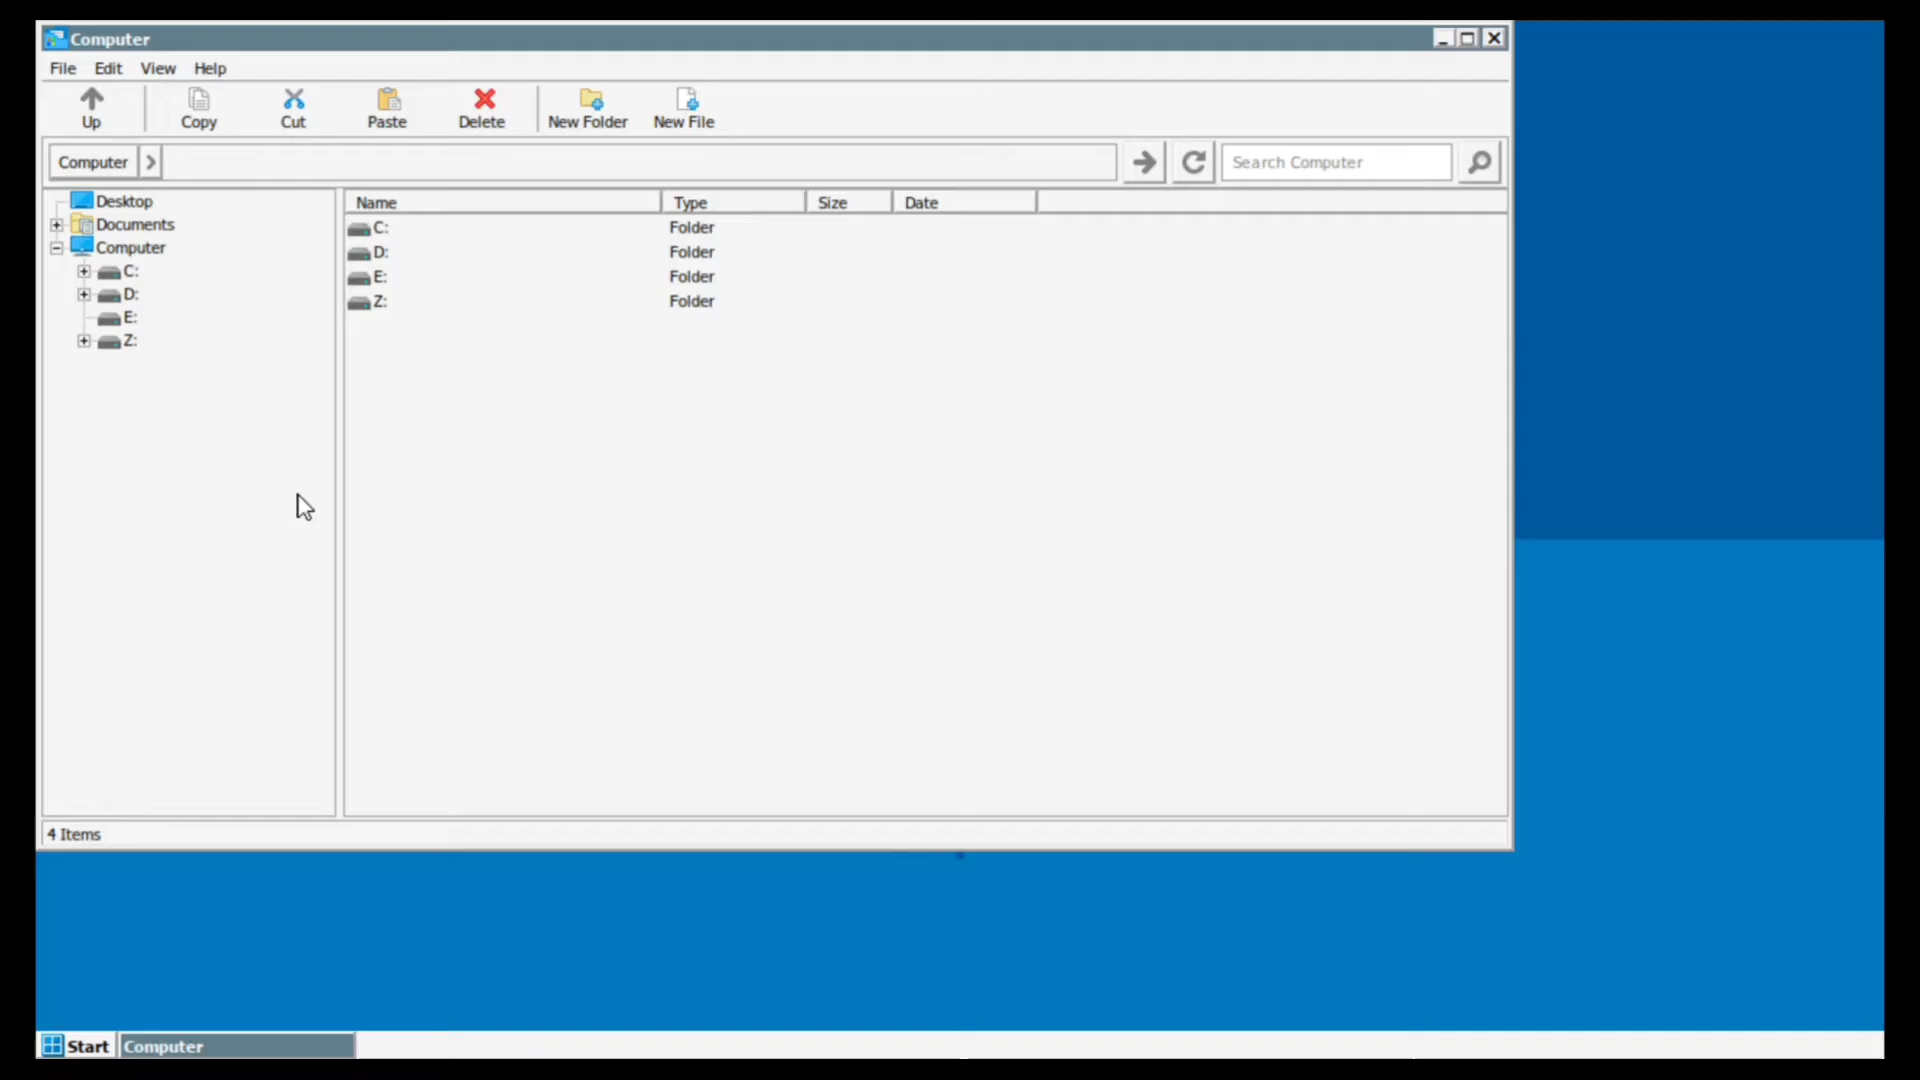 Computer
File Edit View Help
Up Copy Cut Paste Delete New Folder New File
Computer Search Computer
Desktop
Documents
Computer
C:
D:
E:
Z:
Name Type Size Date
C: Folder
D: Folder
E: Folder
Z: Folder
4 Items
Start Computer